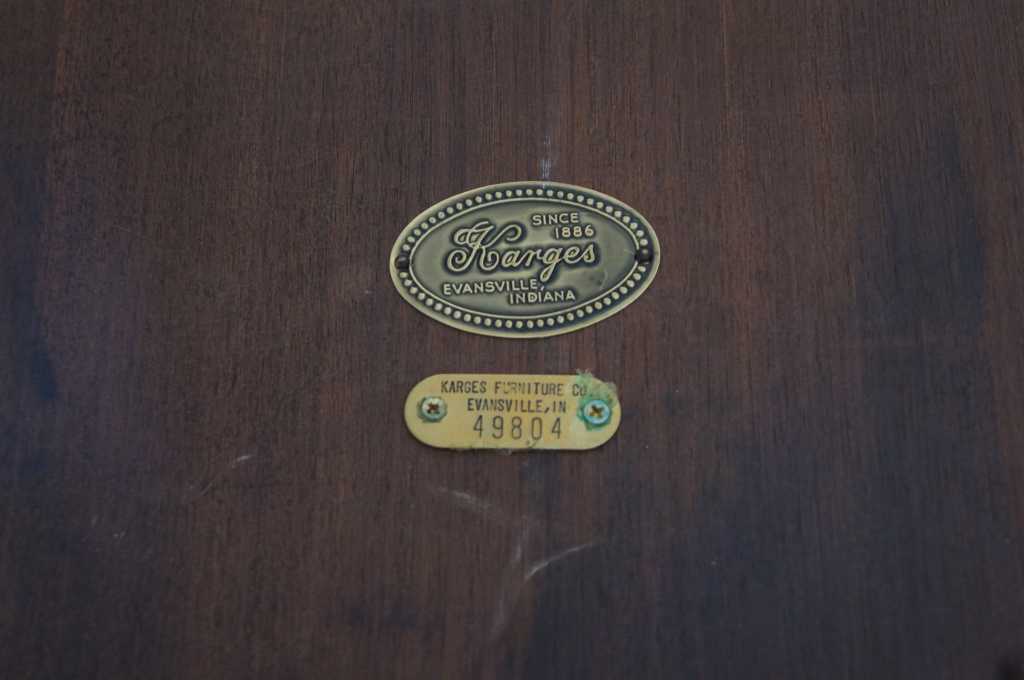 SINCE
1886
Karges
EVANSVILLE,
INDIANA
KARGES FURNITURE CO.
EVANSVILLE, IN
49804